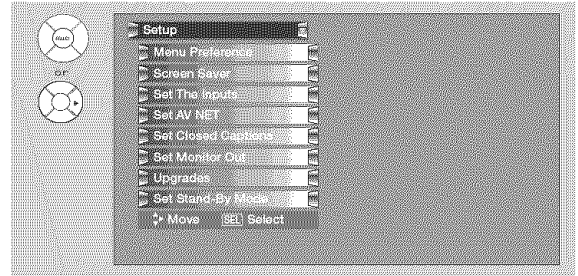 or
Setup
Menu Preference
Screen Saver
Set The Inputs
Set AV NET
Set Closed Captions
Set Monitor Out
Upgrades
Set Stand-By Mode
Move SEL Select